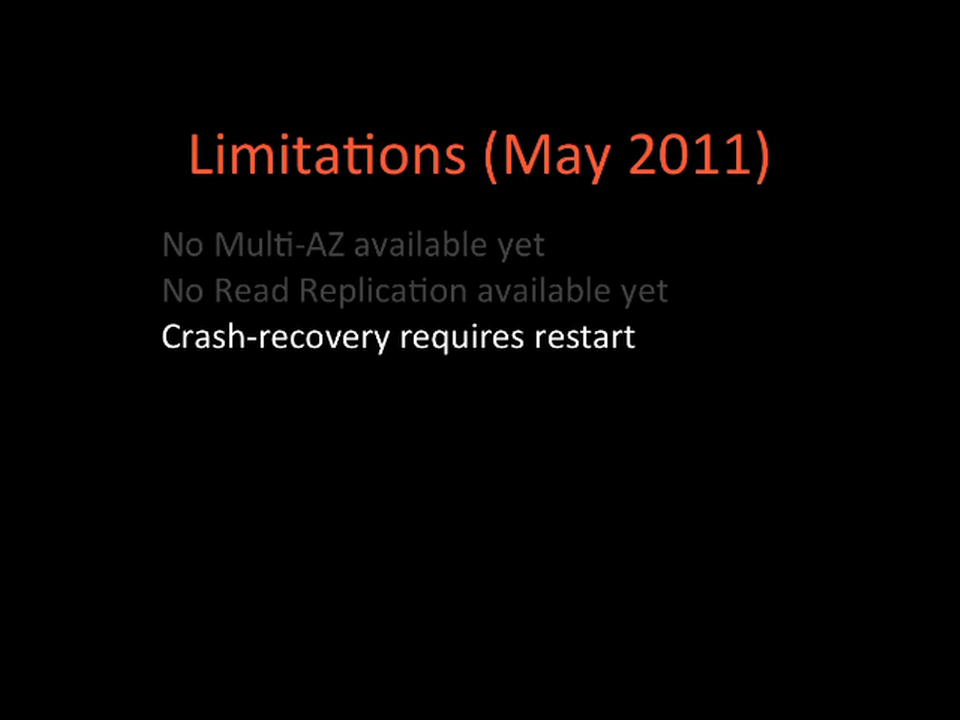 Limitations (May 2011)
No Multi-AZ available yet
No Read Replication available yet
Crash-recovery requires restart